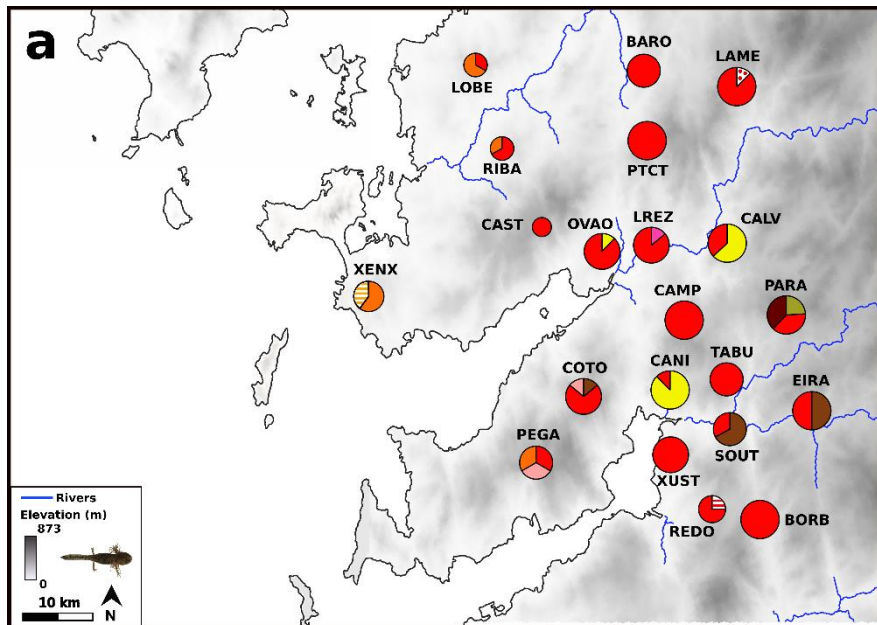 a
BARO
LAME
LOBE
RIBA
PTCT
CAST
OVAO
LREZ
CALV
XENX
CAMP
PARA
COTO
CANI
TABU
EIRA
PEGA
SOUT
XUST
REDO
BORB
Rivers
Elevation (m)
873
0
10 km
N